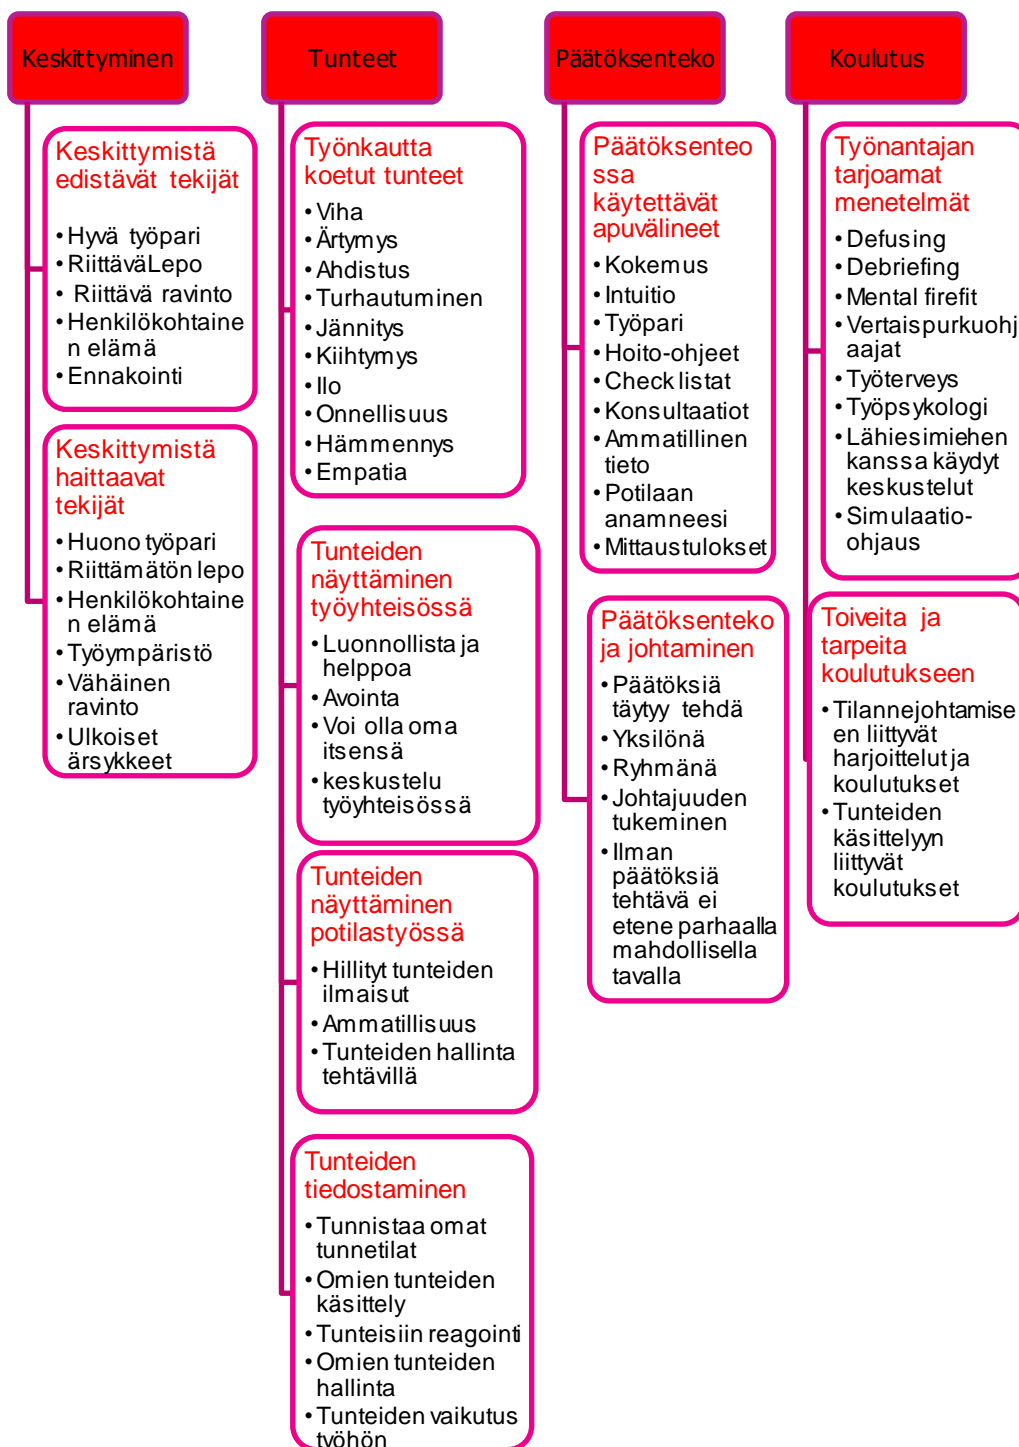 Keskittyminen
Keskittymistä
edistävät tekijät
• Hyvä työpari
• RiittäväLepo
• Riittävä ravinto
• Henkilökohtaine
n elämä
• Ennakointi
Keskittymistä
haittaavat
tekijät
• Huono työpari
• Riittämätön lepo
• Henkilökohtaine
n elämä
• Työympäristö
• Vähäinen
ravinto
• Ulkoiset
ärsykkeet
Tunteet
Työnkautta
koetut tunteet
• Viha
• Ärtymys
• Ahdistus
• Turhautuminen
• Jännitys
• Kiihtymys
• Ilo
• Onnellisuus
• Hämmennys
• Empatia
Tunteiden
näyttäminen
työyhteisössä
• Luonnollista ja
helppoa
• Avointa
• Voi olla oma
itsensä
• keskustelu
työyhteisössä
Tunteiden
näyttäminen
potilastyössä
• Hillityt tunteiden
ilmaisut
• Ammatillisuus
• Tunteiden hallinta
tehtävillä
Tunteiden
tiedostaminen
• Tunnistaa omat
tunnetilat
• Omien tunteiden
käsittely
• Tunteisiin reagointi
• Omien tunteiden
hallinta
• Tunteiden vaikutus
työhön
Päätöksenteko
Päätöksenteo
ssa
käytettävät
apuvälineet
• Kokemus
• Intuitio
• Työpari
• Hoito-ohjeet
• Check listat
• Konsultaatiot
• Ammatillinen
tieto
• Potilaan
anamneesi
• Mittaustulokset
Päätöksenteko
ja johtaminen
• Päätöksiä
täytyy tehdä
• Yksilönä
• Ryhmänä
• Johtajuuden
tukeminen
• Ilman
päätöksiä
tehtävä ei
etene parhaalla
mahdollisella
tavalla
Koulutus
Työnantajan
tarjoamat
menetelmät
• Defusing
• Debriefing
• Mental firefit
• Vertaispurkuohj
aajat
• Työterveys
• Työpsykologi
• Lähiesimiehen
kanssa käydyt
keskustelut
• Simulaatio-
ohjaus
Toiveita ja
tarpeita
koulutukseen
• Tilannejohtamise
en liittyvät
harjoittelut ja
koulutukset
• Tunteiden
käsittelyyn
liittyvät
koulutukset